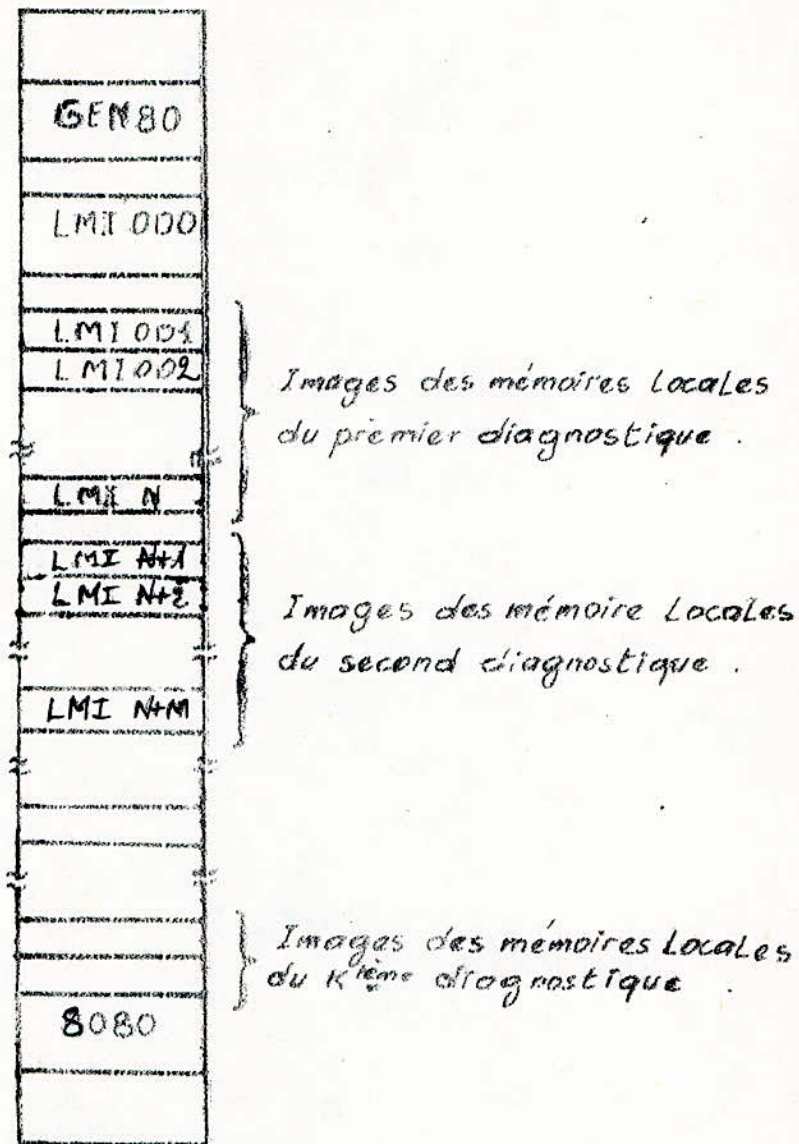 GEN80
LMI 000
LMI 001
LMI 002
Images des mémoires Locales
du premier diagnostique .
LMI N
LMI N+1
LMI N+2
Images des mémoire Locales
du second diagnostique .
LMI N+M
Images des mémoires Locales
du Kième diagnostique .
8080